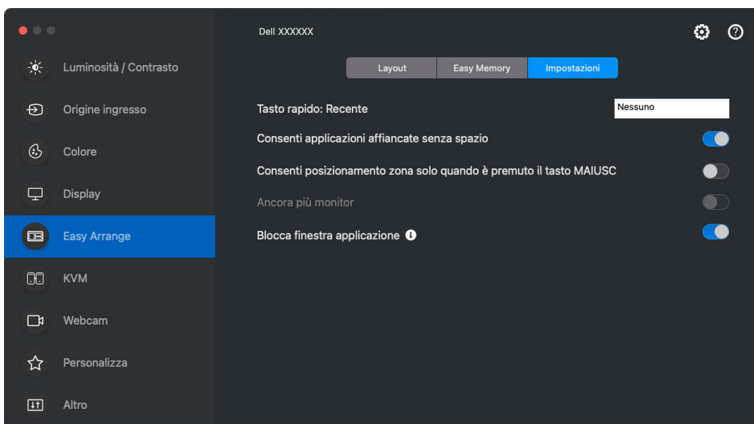 Dell XXXXXX
Luminosità / Contrasto
Origine ingresso
Colore
Display
Easy Arrange
KVM
Webcam
Personalizza
Altro
Layout
Easy Memory
Impostazioni
Tasto rapido: Recente
Nessuno
Consenti applicazioni affiancate senza spazio
Consenti posizionamento zona solo quando è premuto il tasto MAIUSC
Ancora più monitor
Blocca finestra applicazione